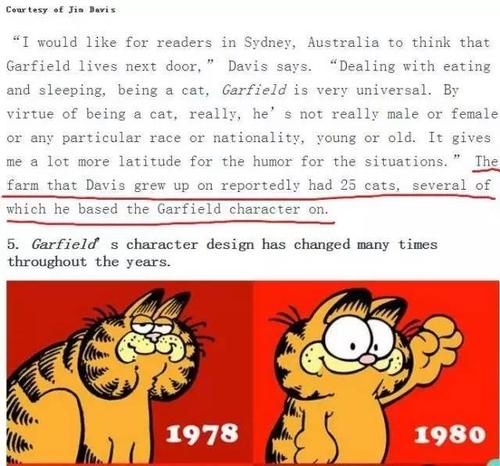 Courtesy of Jim Davis
“I would like for readers in Sydney, Australia to think that
Garfield lives next door,” Davis says. “Dealing with eating
and sleeping, being a cat, Garfield is very universal. By
virtue of being a cat, really, he’s not really male or female
or any particular race or nationality, young or old. It gives
me a lot more latitude for the humor for the situations.” The
farm that Davis grew up on reportedly had 25 cats, several of
which he based the Garfield character on.
5. Garfield’s character design has changed many times
throughout the years.
1978
1980